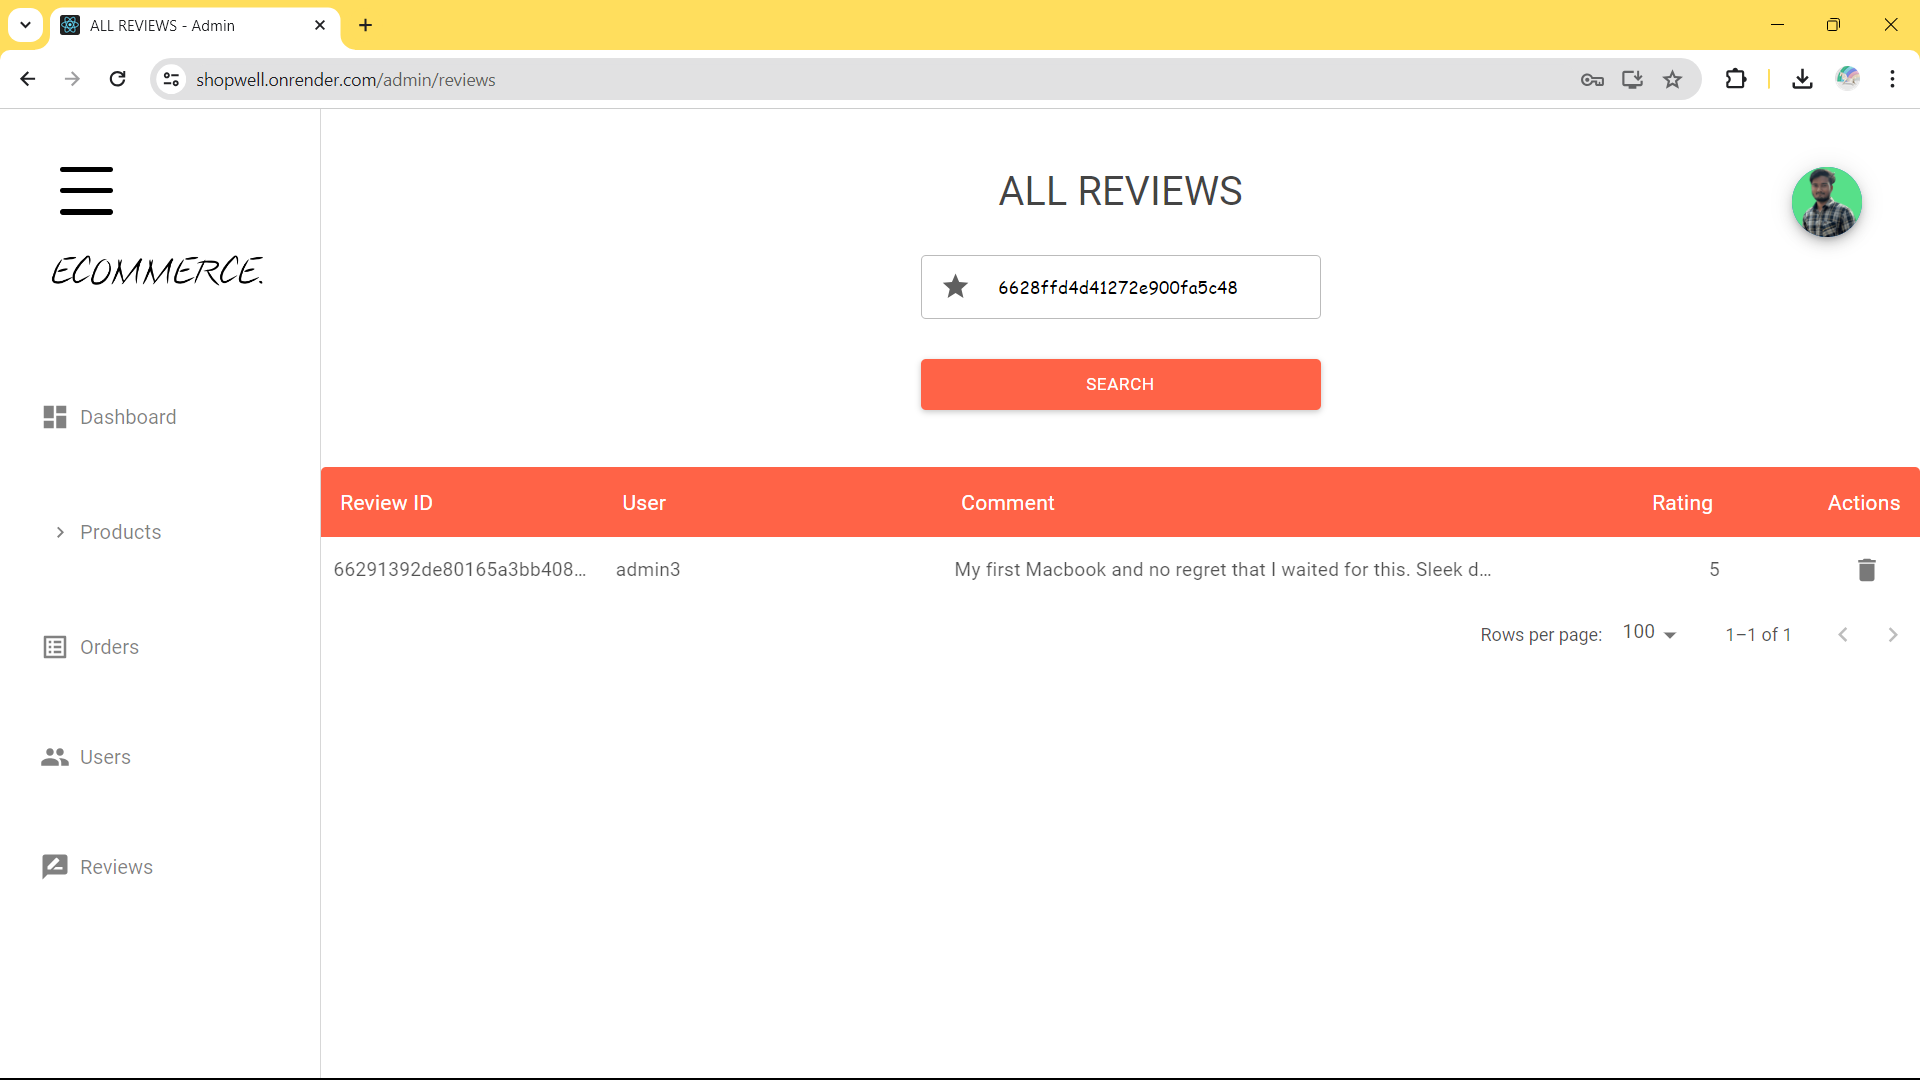 ALL REVIEWS - Admin
shopwell.onrender.com/admin/reviews
ECOMMERCE.
Dashboard
Products
Orders
Users
Reviews
ALL REVIEWS
6628ffd4d41272e900fa5c48
SEARCH
Review ID User Comment Rating Actions
66291392de80165a3bb408... admin3 My first Macbook and no regret that I waited for this. Sleek d... 5
Rows per page: 100 1–1 of 1